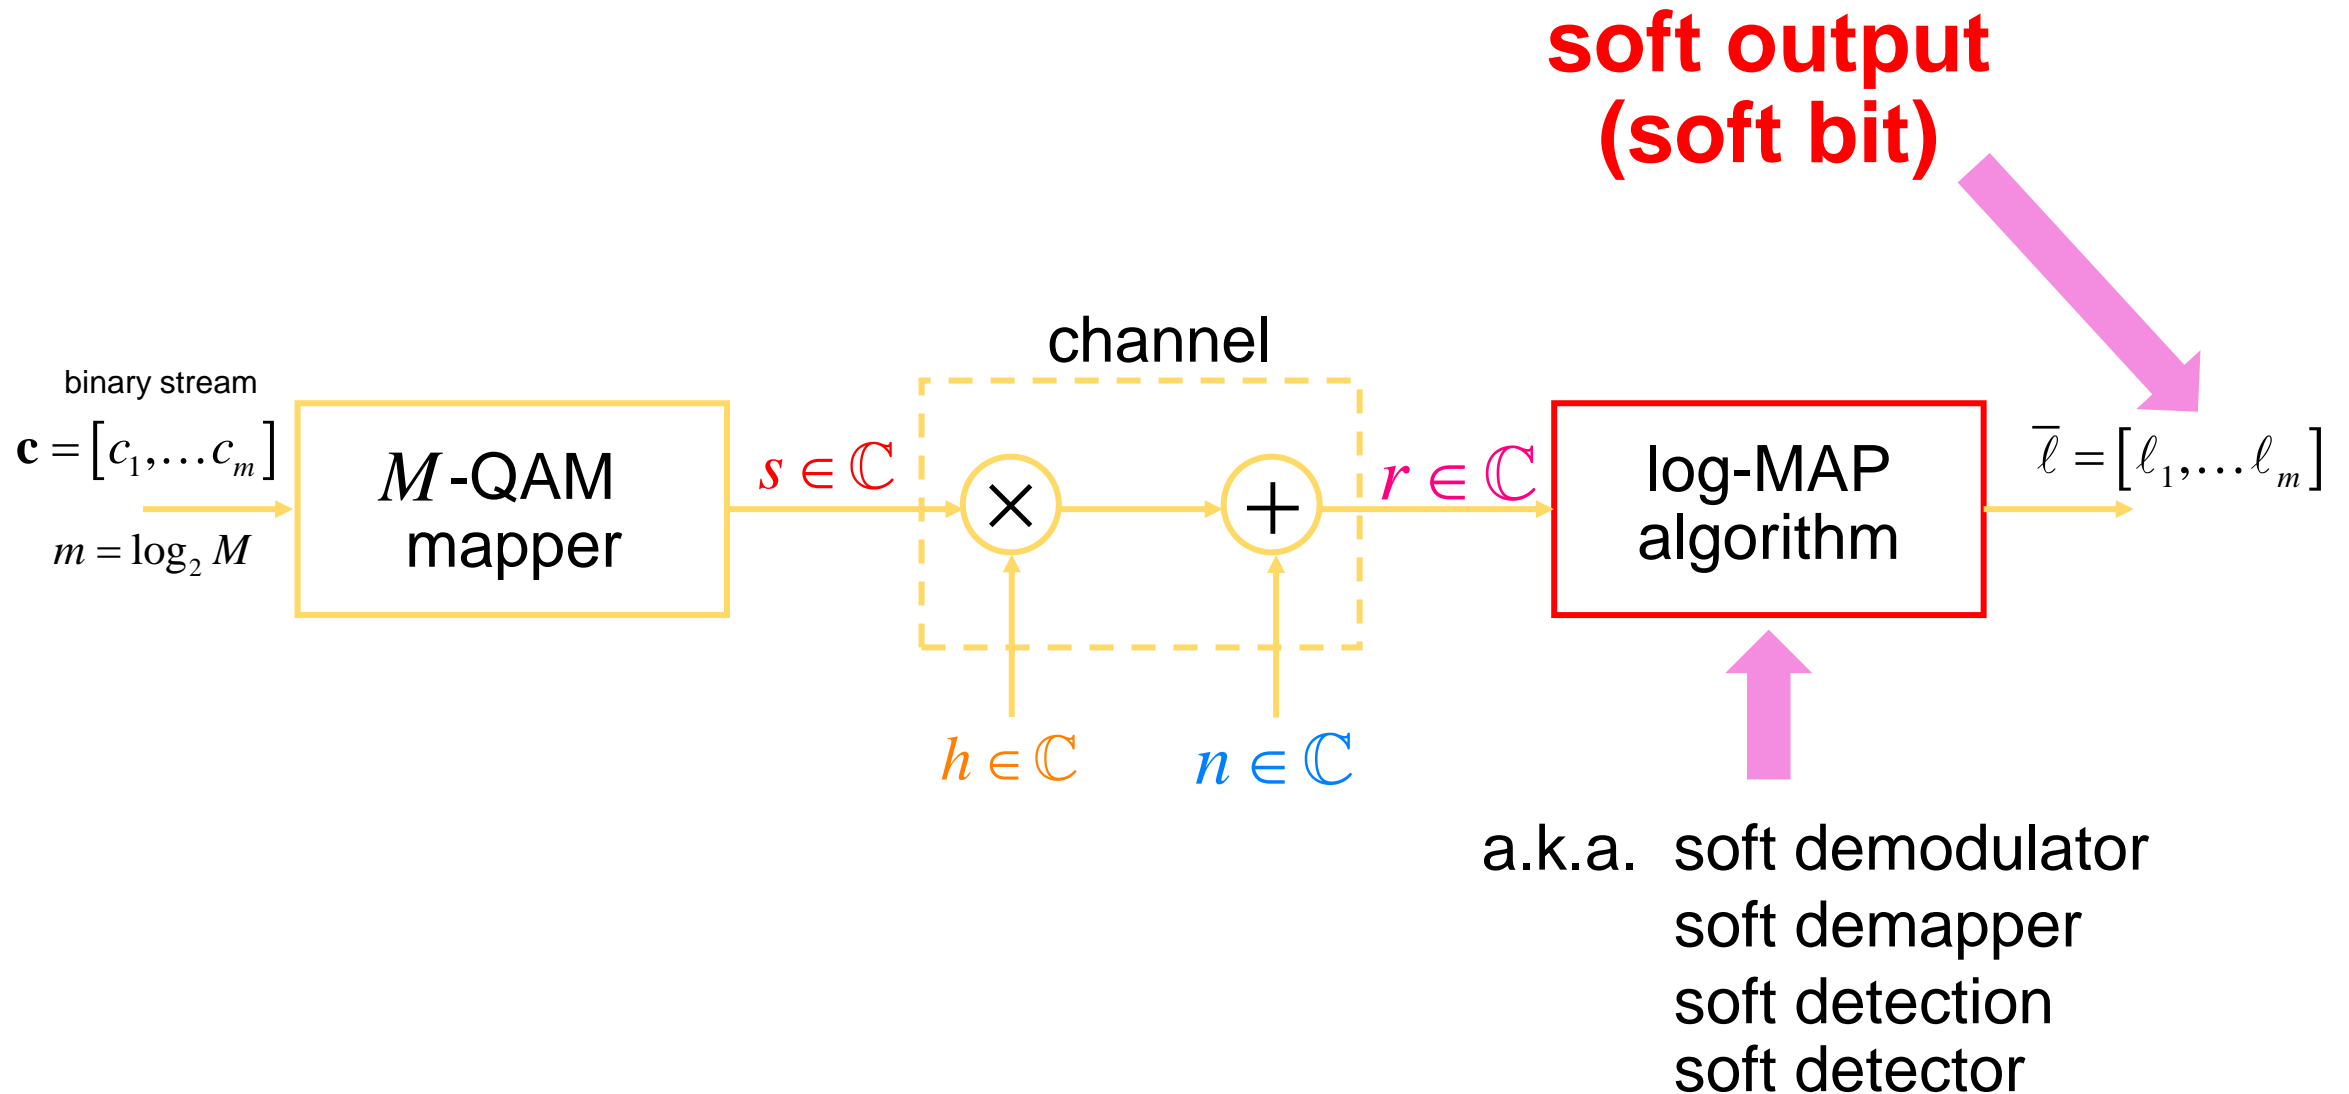 soft output
(soft bit)
channel
binary stream
𝐜 = [c₁,…cₘ]
m = log₂ M
M-QAM
mapper
s ∈ ℂ
×
+
r ∈ ℂ
log-MAP
algorithm
ℓ̅ = [ℓ₁,…ℓₘ]
h ∈ ℂ
n ∈ ℂ
a.k.a. soft demodulator
soft demapper
soft detection
soft detector